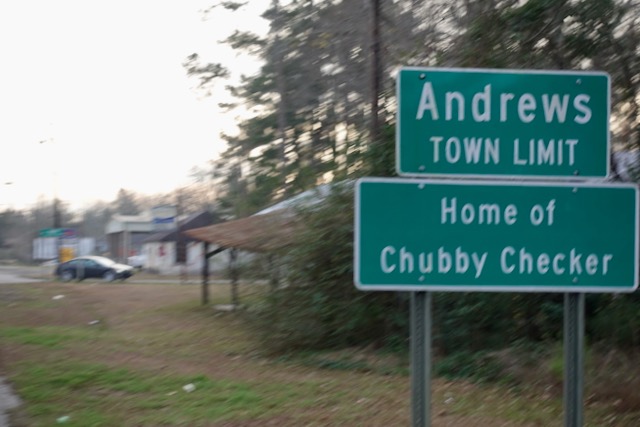 Andrews
TOWN LIMIT
Home of
Chubby Checker